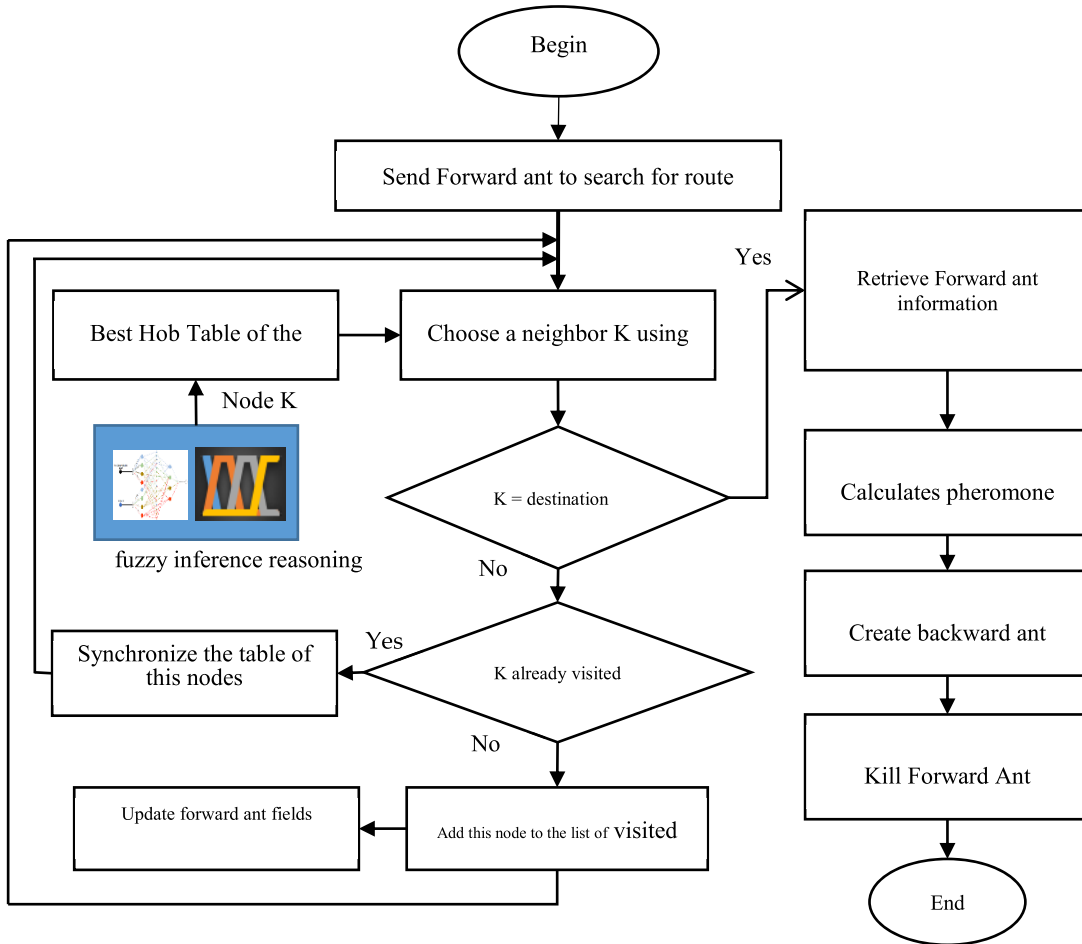 Begin
Send Forward ant to search for route
Yes
Retrieve Forward ant
information
Best Hob Table of the
Choose a neighbor K using
Node K
K = destination
Calculates pheromone
fuzzy inference reasoning
No
Yes
Synchronize the table of
this nodes
K already visited
Create backward ant
No
Kill Forward Ant
Update forward ant fields
Add this node to the list of visited
End